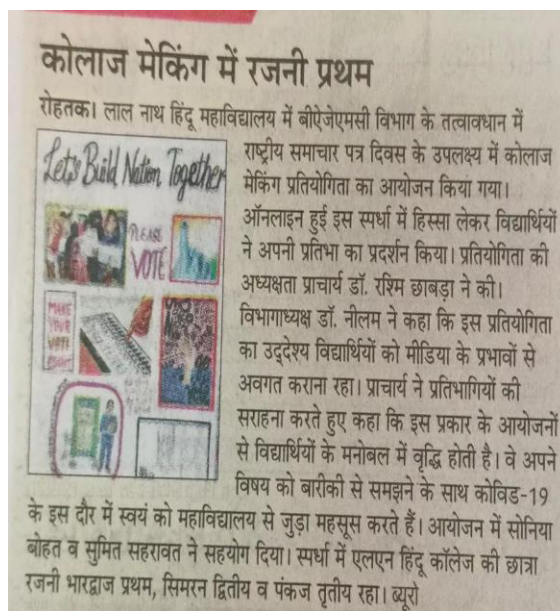 कोलाज मेकिंग में रजनी प्रथम
रोहतक। लाल नाथ हिंदू महाविद्यालय में बीऐजेएमसी विभाग के तत्वावधान में
राष्ट्रीय समाचार पत्र दिवस के उपलक्ष्य में कोलाज
मेकिंग प्रतियोगिता का आयोजन किया गया।
ऑनलाइन हुई इस स्पर्धा में हिस्सा लेकर विद्यार्थियों
ने अपनी प्रतिभा का प्रदर्शन किया। प्रतियोगिता की
अध्यक्षता प्राचार्य डॉ. रश्मि छाबड़ा ने की।
विभागाध्यक्ष डॉ. नीलम ने कहा कि इस प्रतियोगिता
का उद्देश्य विद्यार्थियों को मीडिया के प्रभावों से
अवगत कराना रहा। प्राचार्य ने प्रतिभागियों की
सराहना करते हुए कहा कि इस प्रकार के आयोजनों
से विद्यार्थियों के मनोबल में वृद्धि होती है। वे अपने
विषय को बारीकी से समझने के साथ कोविड-19
के इस दौर में स्वयं को महाविद्यालय से जुड़ा महसूस करते हैं। आयोजन में सोनिया
बोहत व सुमित सहरावत ने सहयोग दिया। स्पर्धा में एलएन हिंदू कॉलेज की छात्रा
रजनी भारद्वाज प्रथम, सिमरन द्वितीय व पंकज तृतीय रहा। ब्यूरो
Let's Build Nation Together
PLEASE
VOTE
MAKE
YOUR
VOTE